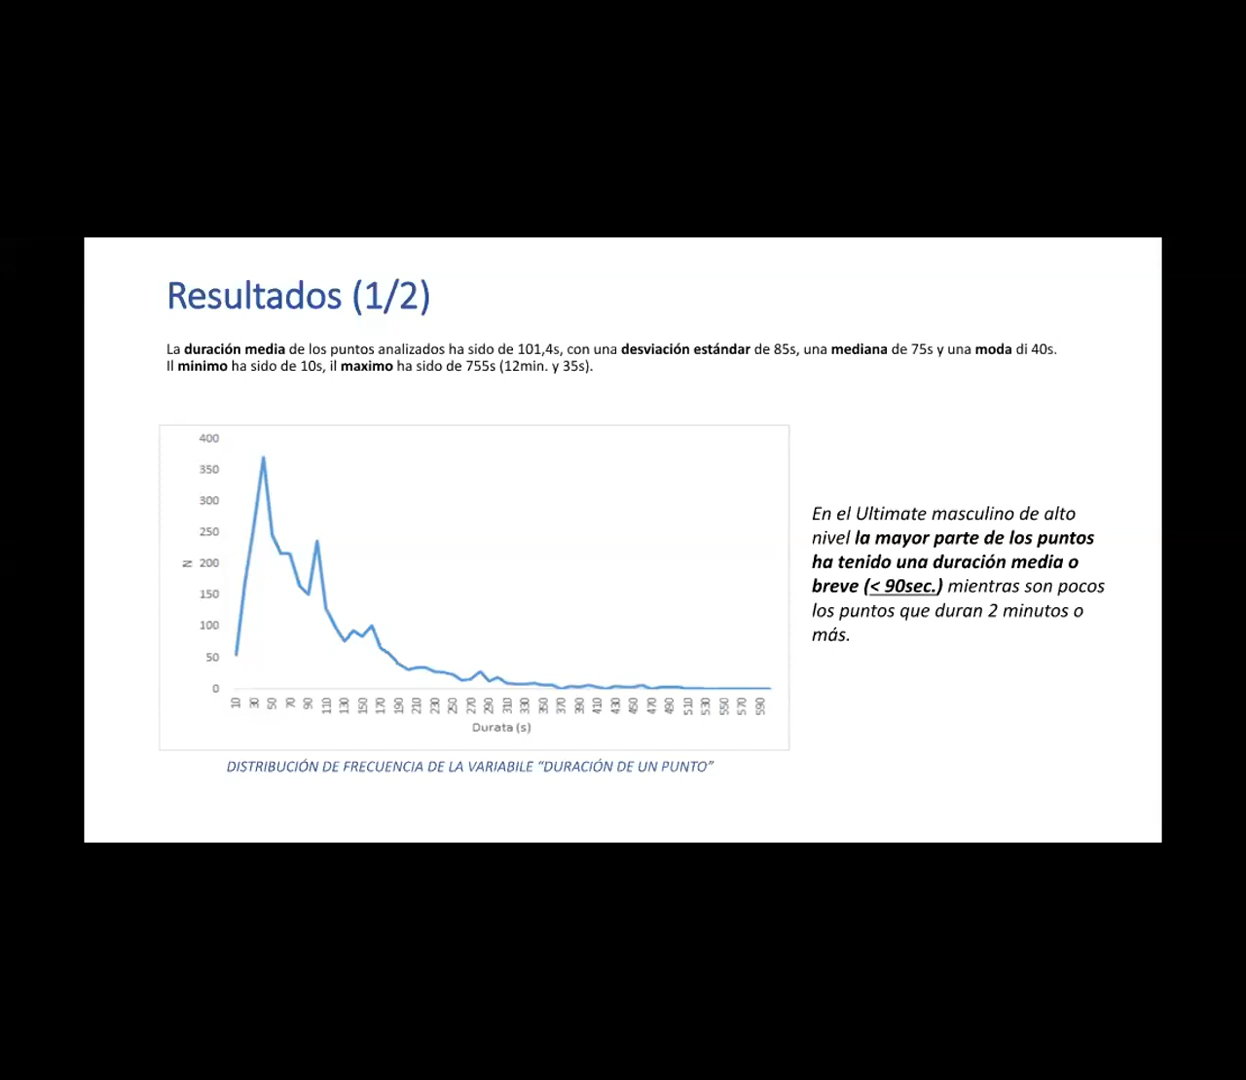 Resultados (1/2)
La duración media de los puntos analizados ha sido de 101,4s, con una desviación estándar de 85s, una mediana de 75s y una moda di 40s.
Il minimo ha sido de 10s, il maximo ha sido de 755s (12min. y 35s).
400
350
300
250
200
150
100
50
0
N
10 30 50 70 90 110 130 150 170 190 210 230 250 270 290 310 330 350 370 390 410 430 450 470 490 510 530 550 570 590
Durata (s)
DISTRIBUCIÓN DE FRECUENCIA DE LA VARIABILE “DURACIÓN DE UN PUNTO”
En el Ultimate masculino de alto
nivel la mayor parte de los puntos
ha tenido una duración media o
breve (< 90sec.) mientras son pocos
los puntos que duran 2 minutos o
más.